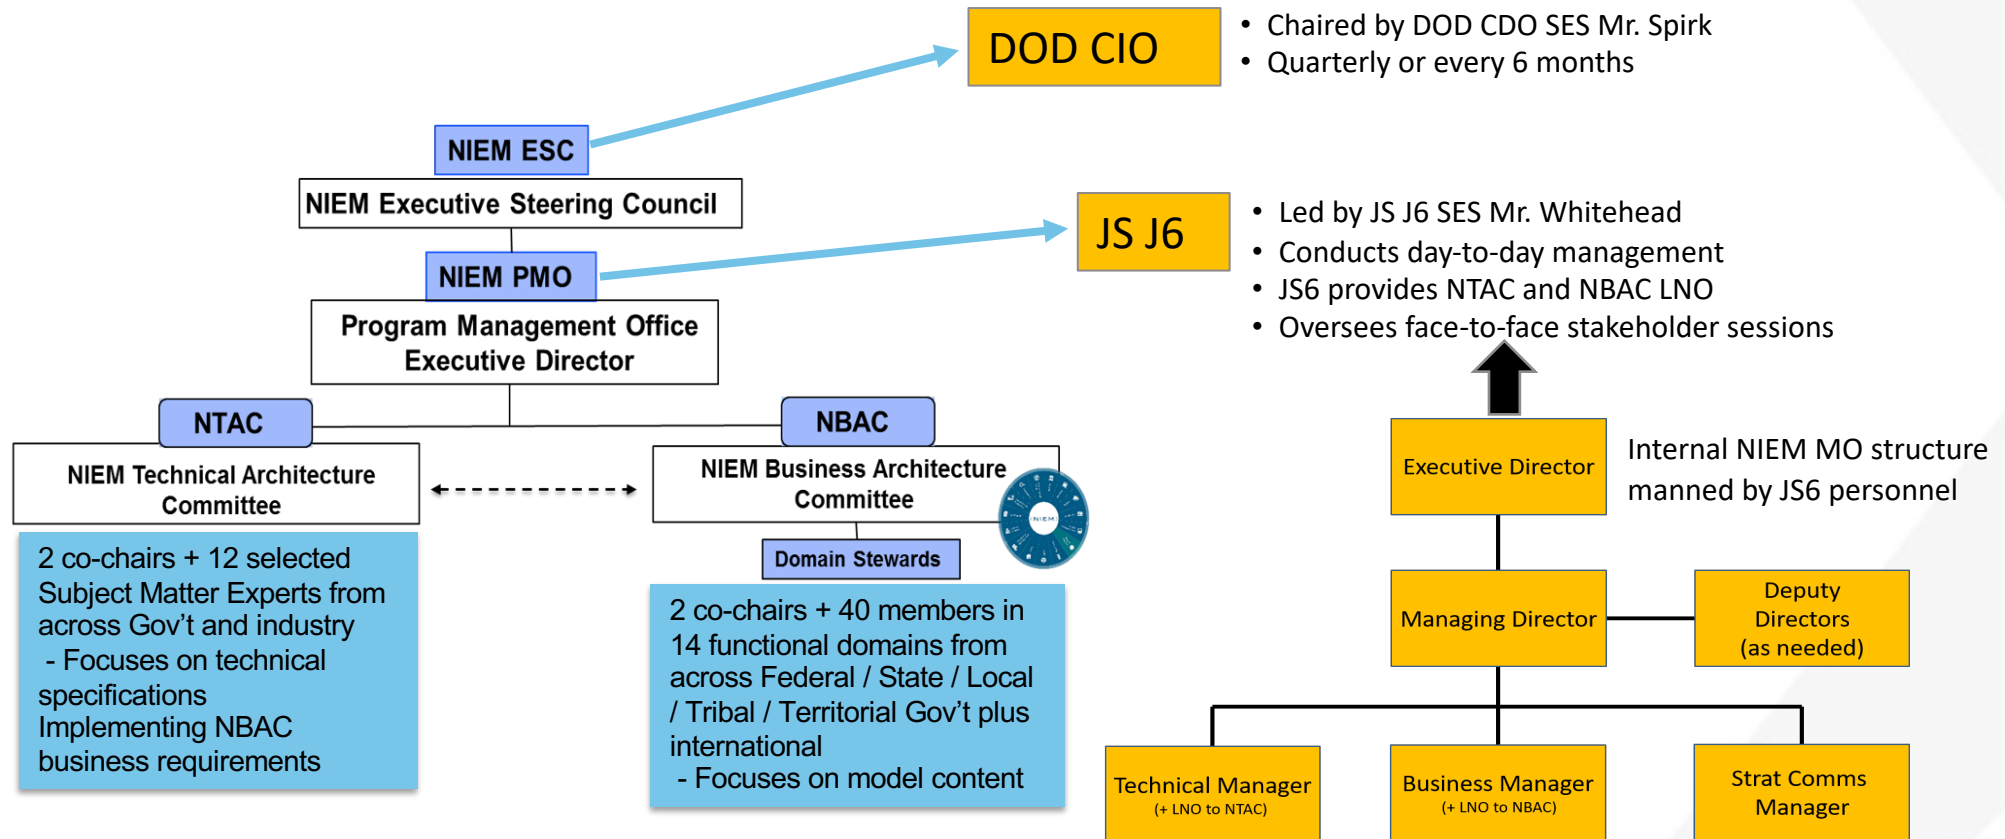 DOD CIO
• Chaired by DOD CDO SES Mr. Spirk
• Quarterly or every 6 months
NIEM ESC
NIEM Executive Steering Council
NIEM PMO
Program Management Office
Executive Director
JS J6
• Led by JS J6 SES Mr. Whitehead
• Conducts day-to-day management
• JS6 provides NTAC and NBAC LNO
• Oversees face-to-face stakeholder sessions
NTAC
NIEM Technical Architecture
Committee
2 co-chairs + 12 selected
Subject Matter Experts from
across Gov’t and industry
- Focuses on technical
specifications
Implementing NBAC
business requirements
NBAC
NIEM Business Architecture
Committee
NIEM
Domain Stewards
2 co-chairs + 40 members in
14 functional domains from
across Federal / State / Local
/ Tribal / Territorial Gov’t plus
international
- Focuses on model content
Executive Director
Internal NIEM MO structure
manned by JS6 personnel
Managing Director
Deputy
Directors
(as needed)
Technical Manager
(+ LNO to NTAC)
Business Manager
(+ LNO to NBAC)
Strat Comms
Manager